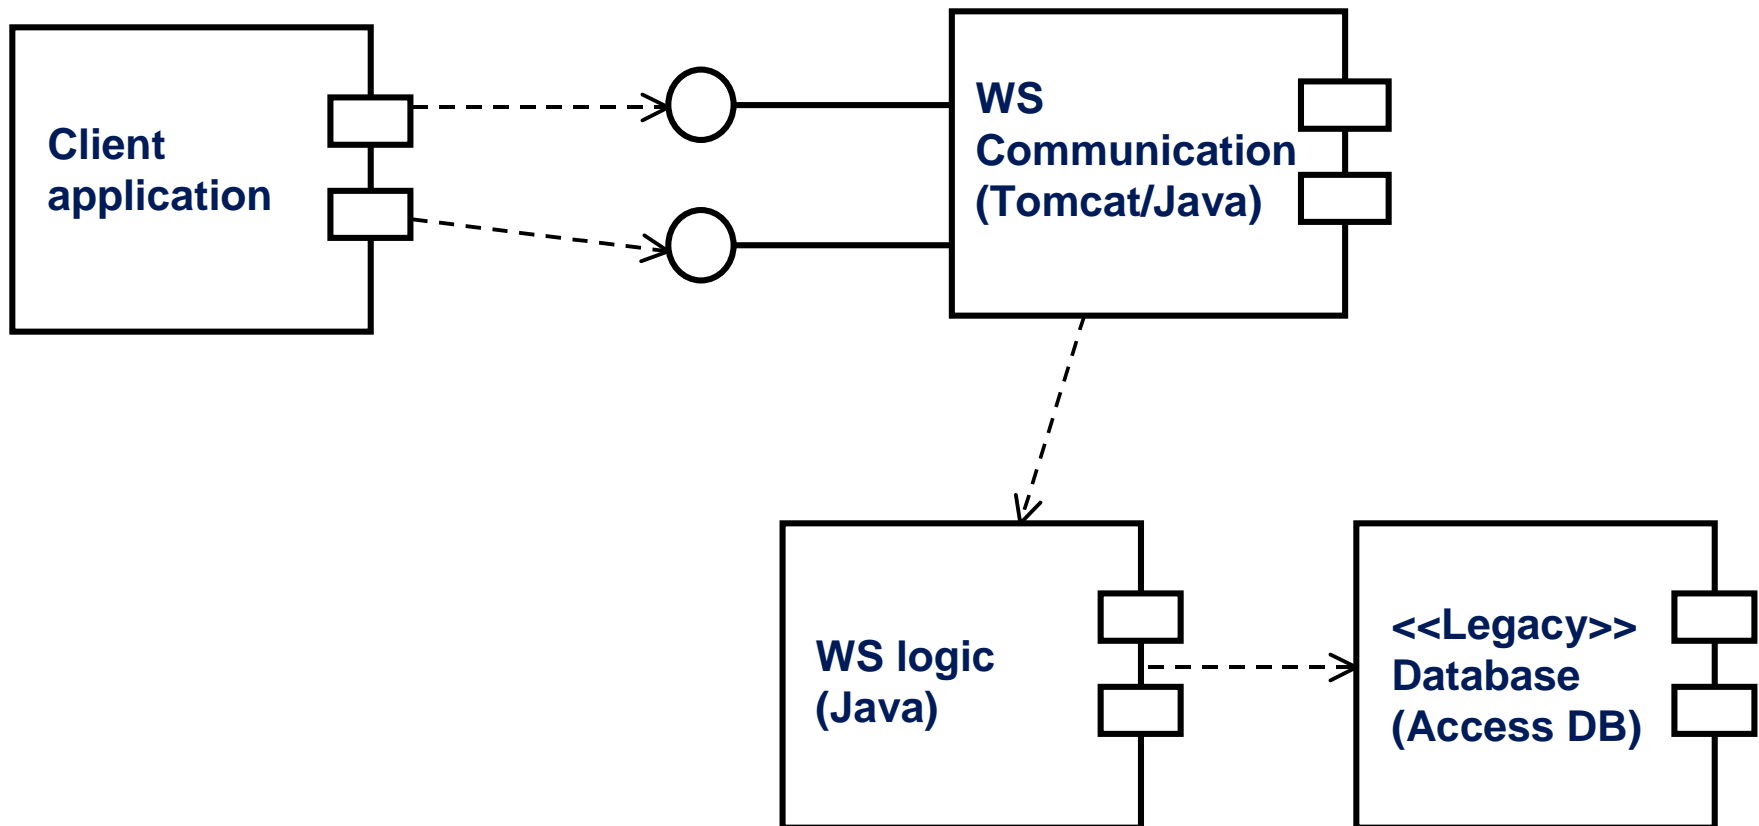 Client
application
WS
Communication
(Tomcat/Java)
WS logic
(Java)
<<Legacy>>
Database
(Access DB)